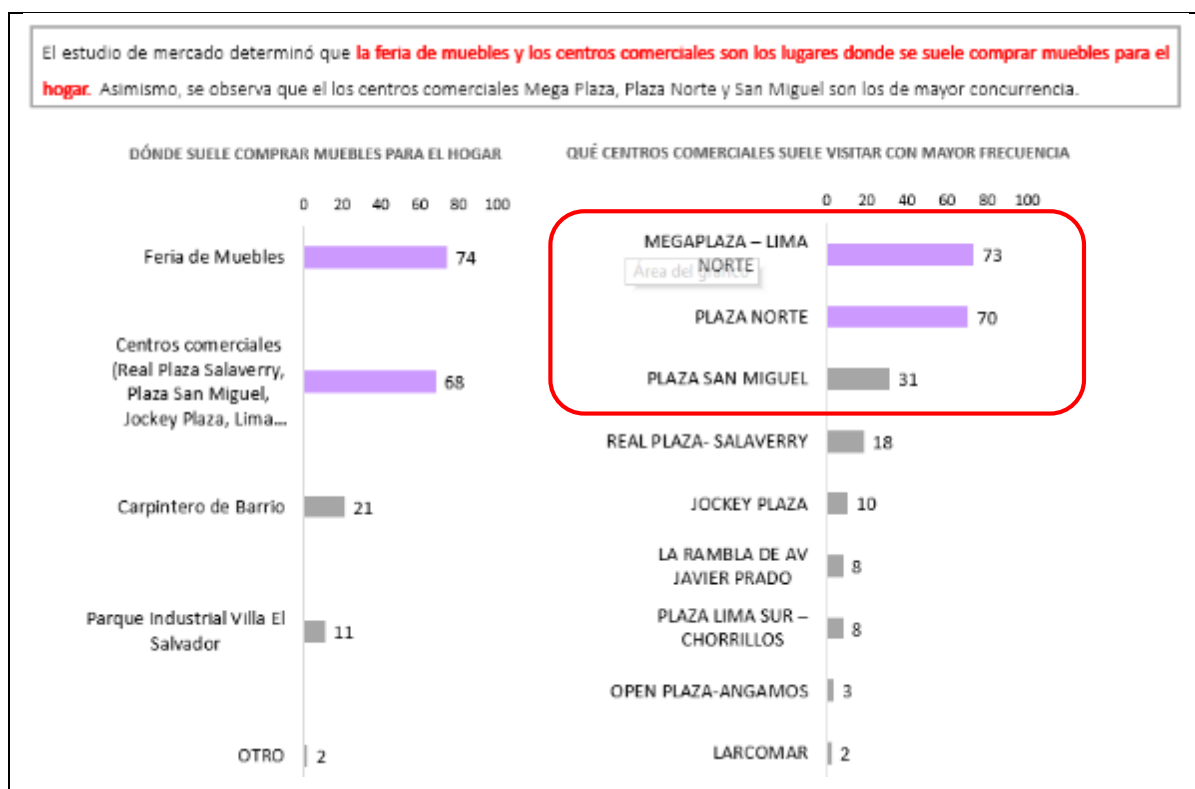 El estudio de mercado determinó que la feria de muebles y los centros comerciales son los lugares donde se suele comprar muebles para el
hogar. Asimismo, se observa que el los centros comerciales Mega Plaza, Plaza Norte y San Miguel son los de mayor concurrencia.
DÓNDE SUELE COMPRAR MUEBLES PARA EL HOGAR
0 20 40 60 80 100
Feria de Muebles 74
Centros comerciales
(Real Plaza Salaverry,
Plaza San Miguel,
Jockey Plaza, Lima...
68
Carpintero de Barrio 21
Parque Industrial Villa El
Salvador
11
OTRO 2
QUÉ CENTROS COMERCIALES SUELE VISITAR CON MAYOR FRECUENCIA
0 20 40 60 80 100
MEGAPLAZA – LIMA
NORTE
73
Área del gráfico
PLAZA NORTE 70
PLAZA SAN MIGUEL 31
REAL PLAZA- SALAVERRY 18
JOCKEY PLAZA 10
LA RAMBLA DE AV
JAVIER PRADO
8
PLAZA LIMA SUR –
CHORRILLOS
8
OPEN PLAZA-ANGAMOS 3
LARCOMAR 2